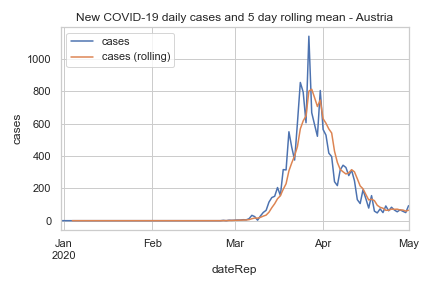 New COVID-19 daily cases and 5 day rolling mean - Austria
cases
cases (rolling)
1000
800
600
400
200
0
cases
Jan
2020
Feb
Mar
Apr
May
dateRep